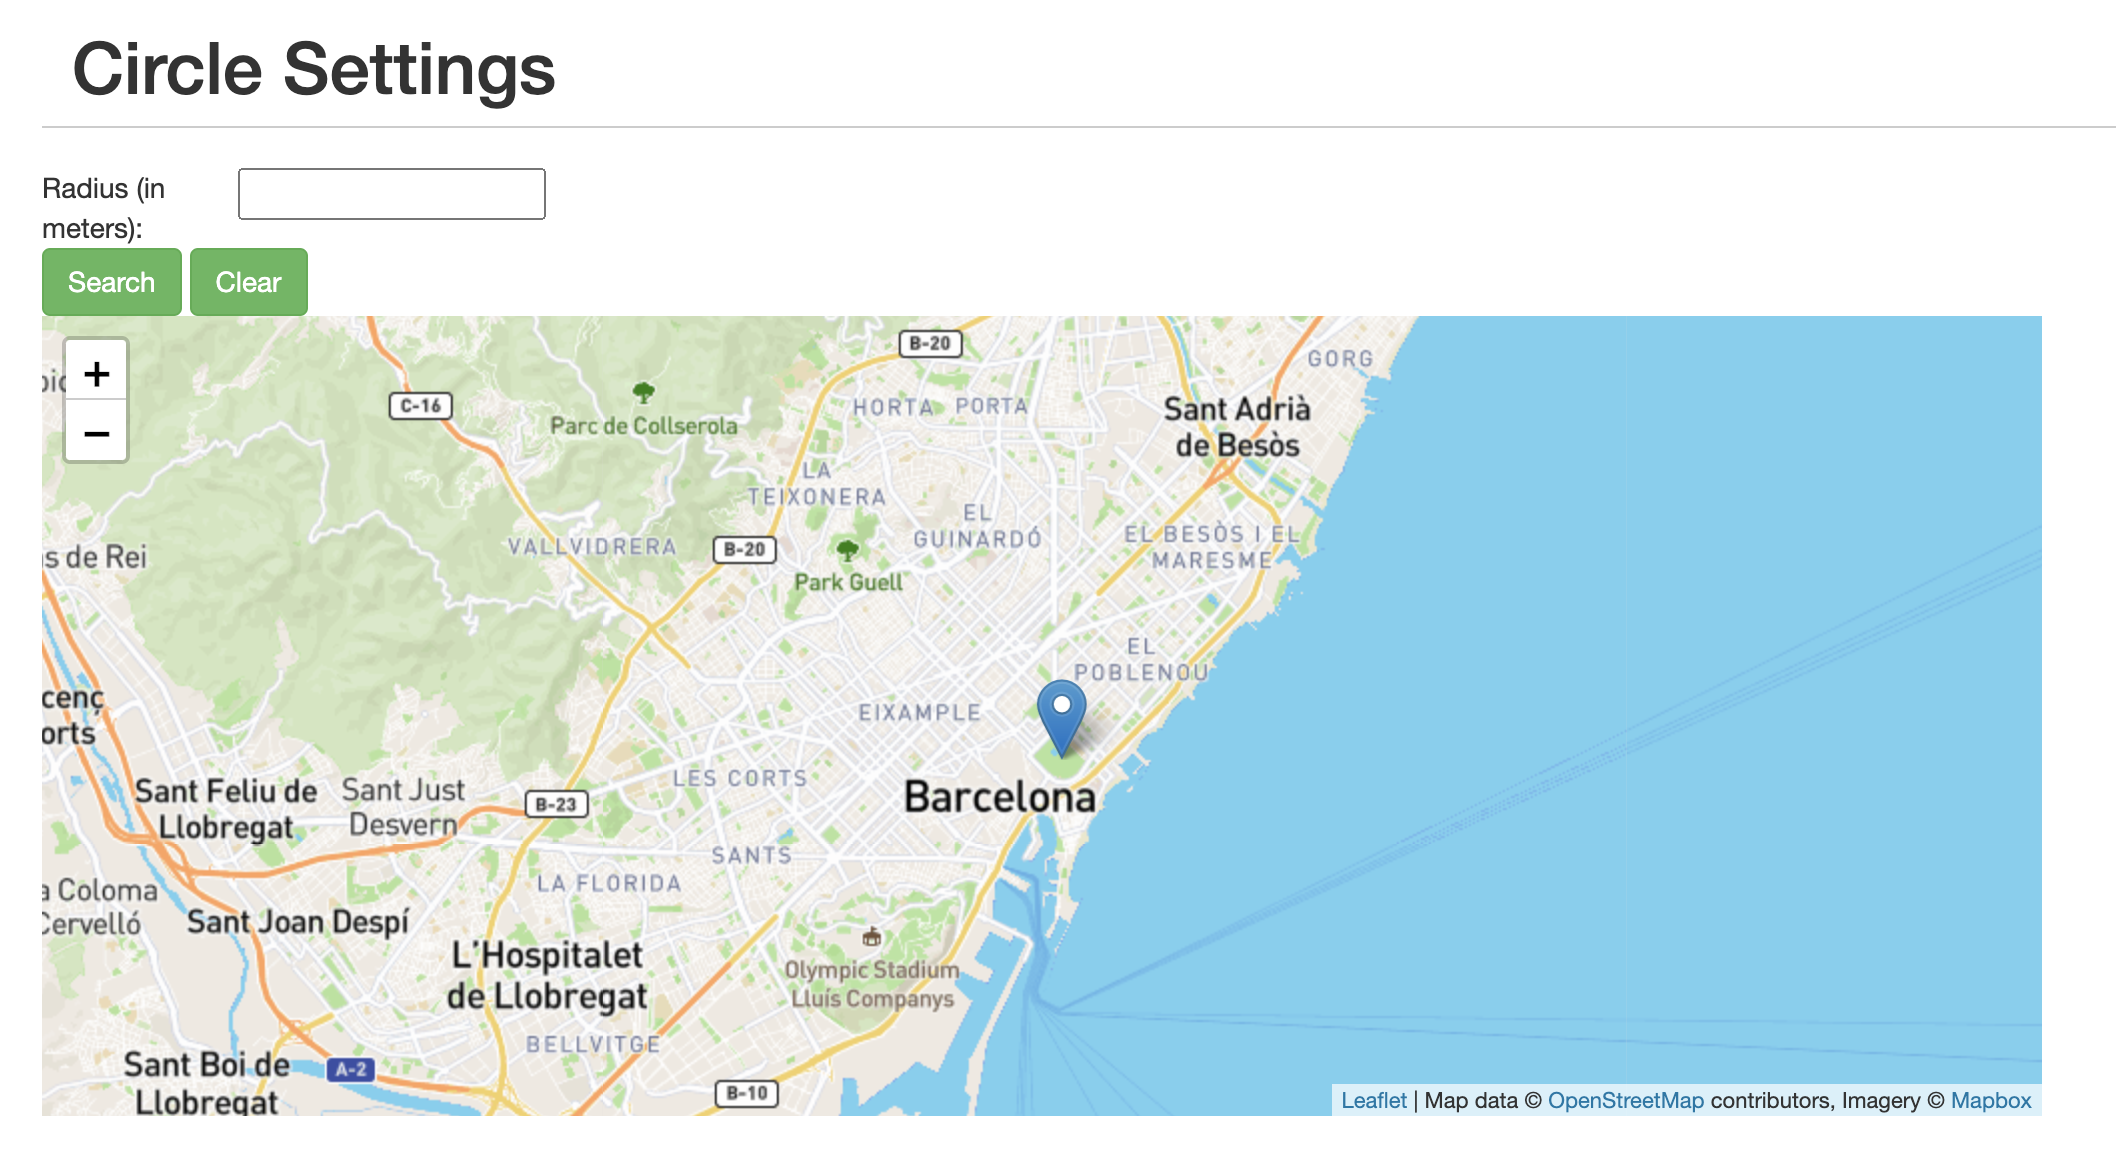 Circle Settings
Radius (in
meters):
Search Clear
+
−
B-20
GORG
C-16
Parc de Collserola
HORTA PORTA
Sant Adrià
de Besòs
LA
TEIXONERA
EL
GUINARDÓ
EL BESÒS I EL
MARESME
VALLVIDRERA
B-20
s de Rei
Park Guell
EL
POBLENOU
cenç
orts
EIXAMPLE
LES CORTS
Barcelona
Sant Feliu de
Llobregat
Sant Just
Desvern
B-23
SANTS
LA FLORIDA
a Coloma
Cervelló
Sant Joan Despí
L'Hospitalet
de Llobregat
Olympic Stadium
Lluís Companys
BELLVITGE
Sant Boi de
Llobregat
A-2
B-10
Leaflet | Map data © OpenStreetMap contributors, Imagery © Mapbox